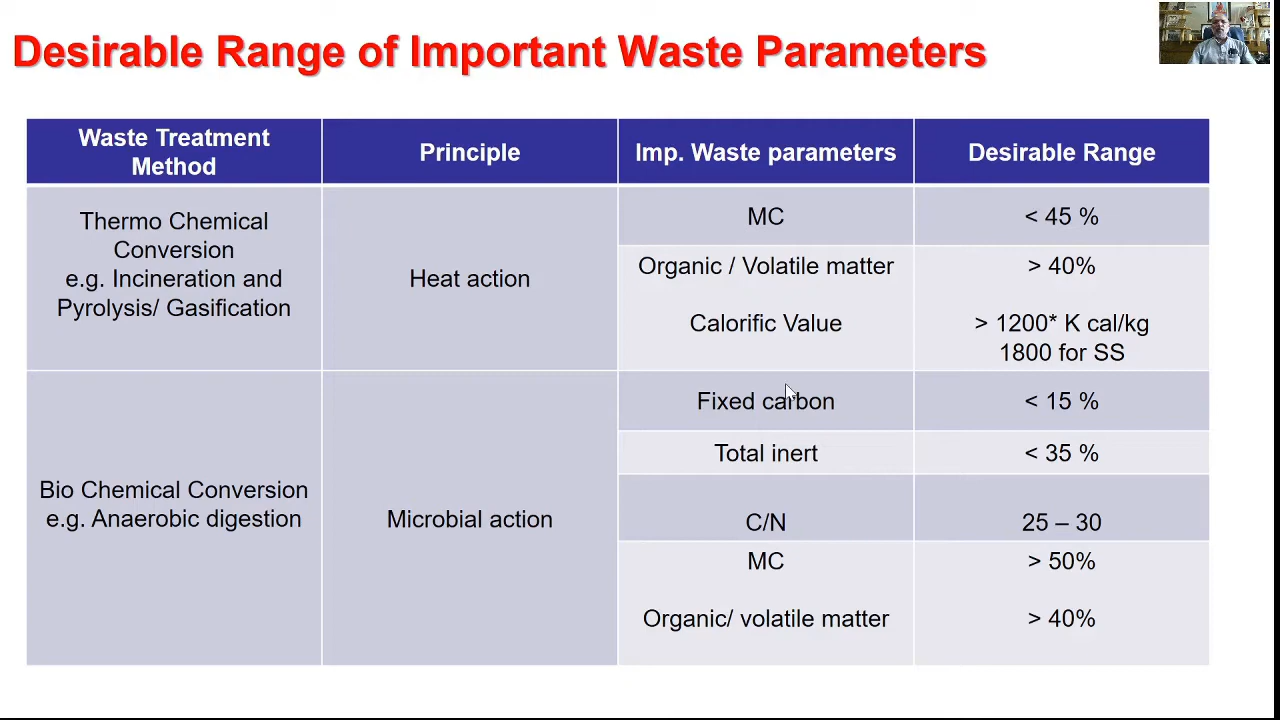 Desirable Range of Important Waste Parameters
Waste Treatment
Method
Principle
Imp. Waste parameters
Desirable Range
Thermo Chemical
Conversion
e.g. Incineration and
Pyrolysis/ Gasification
Heat action
MC
< 45 %
Organic / Volatile matter
> 40%
Calorific Value
> 1200* K cal/kg
1800 for SS
Bio Chemical Conversion
e.g. Anaerobic digestion
Microbial action
Fixed carbon
< 15 %
Total inert
< 35 %
C/N
25 – 30
MC
> 50%
Organic/ volatile matter
> 40%